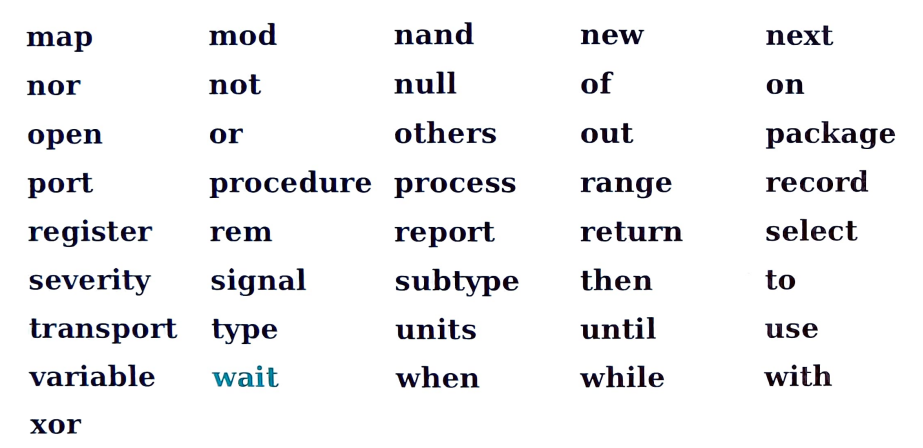 map mod nand new next
nor not null of on
open or others out package
port procedure process range record
register rem report return select
severity signal subtype then to
transport type units until use
variable wait when while with
xor